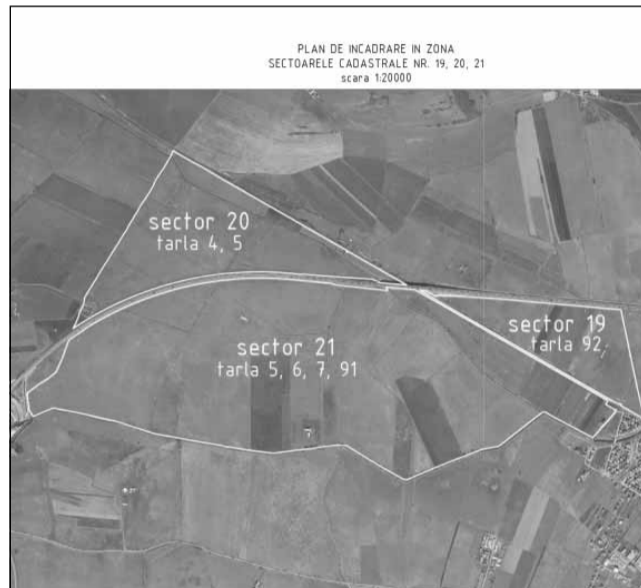 PLAN DE INCADRARE IN ZONA
SECTOARELE CADASTRALE NR. 19, 20, 21
scara 1:20000
sector 20
tarla 4, 5
sector 19
tarla 92
sector 21
tarla 5, 6, 7, 91